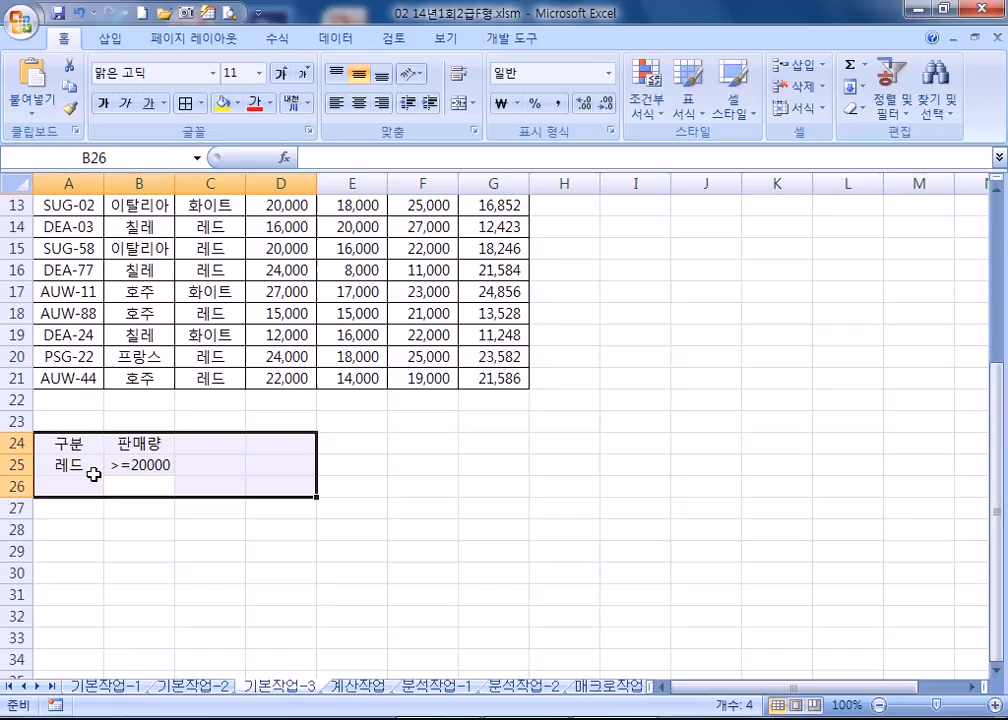 02 14년1회2급F형.xlsm - Microsoft Excel
홈 삽입 페이지 레이아웃 수식 데이터 검토 보기 개발 도구
붙여넣기
클립보드
맑은 고딕 11 가 가
가 가 가 가 내천
글꼴
맞춤
일반
₩ % ,
표시 형식
조건부 서식 표 서식 셀 스타일
스타일
삽입
삭제
서식
셀
Σ
정렬 및 필터 찾기 및 선택
편집
B26 fx
A B C D E F G H I J K L M
13 SUG-02 이탈리아 화이트 20,000 18,000 25,000 16,852
14 DEA-03 칠레 레드 16,000 20,000 27,000 12,423
15 SUG-58 이탈리아 레드 20,000 16,000 22,000 18,246
16 DEA-77 칠레 레드 24,000 8,000 11,000 21,584
17 AUW-11 호주 화이트 27,000 17,000 23,000 24,856
18 AUW-88 호주 레드 15,000 15,000 21,000 13,528
19 DEA-24 칠레 화이트 12,000 16,000 22,000 11,248
20 PSG-22 프랑스 레드 24,000 18,000 25,000 23,582
21 AUW-44 호주 레드 22,000 14,000 19,000 21,586
22
23
24 구분 판매량
25 레드 >=20000
26
27
28
29
30
31
32
33
34
기본작업-1 기본작업-2 기본작업-3 계산작업 분석작업-1 분석작업-2 매크로작업
준비 개수: 4 100%